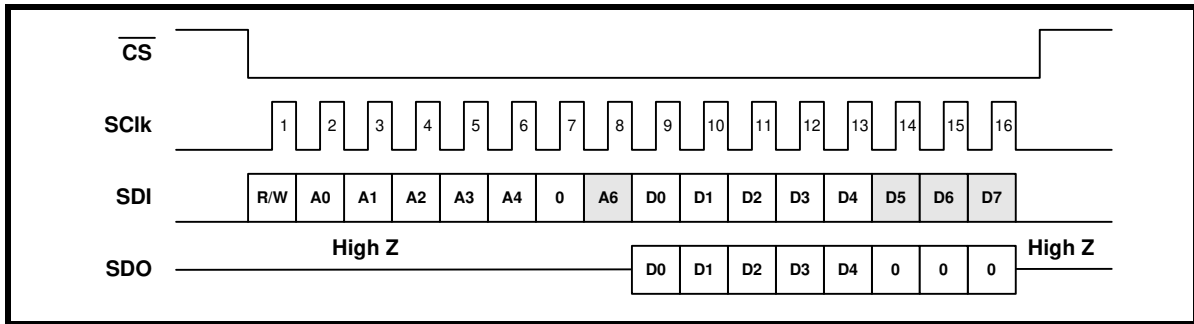 CS
SClk 1 2 3 4 5 6 7 8 9 10 11 12 13 14 15 16
SDI R/W A0 A1 A2 A3 A4 0 A6 D0 D1 D2 D3 D4 D5 D6 D7
High Z High Z
SDO D0 D1 D2 D3 D4 0 0 0